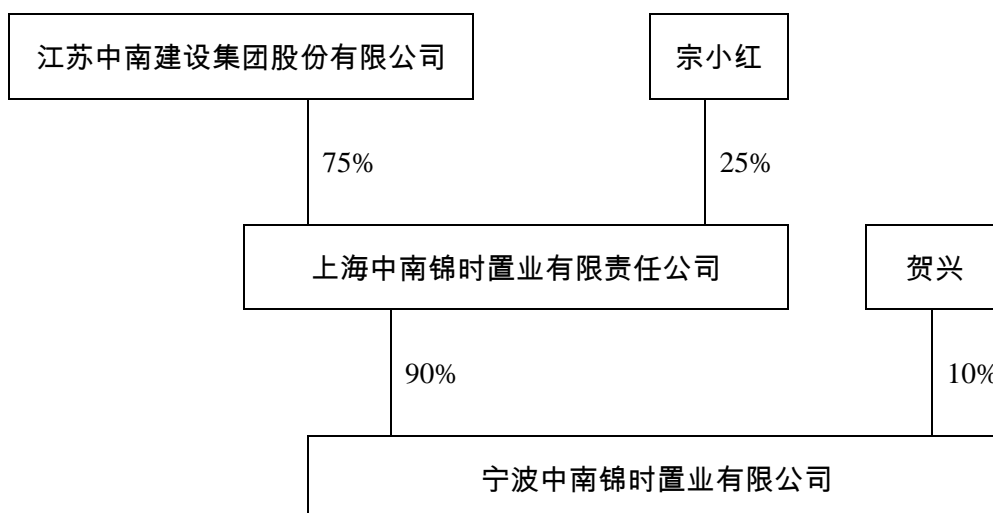 江苏中南建设集团股份有限公司
宗小红
75%
25%
上海中南锦时置业有限责任公司
贺兴
90%
10%
宁波中南锦时置业有限公司